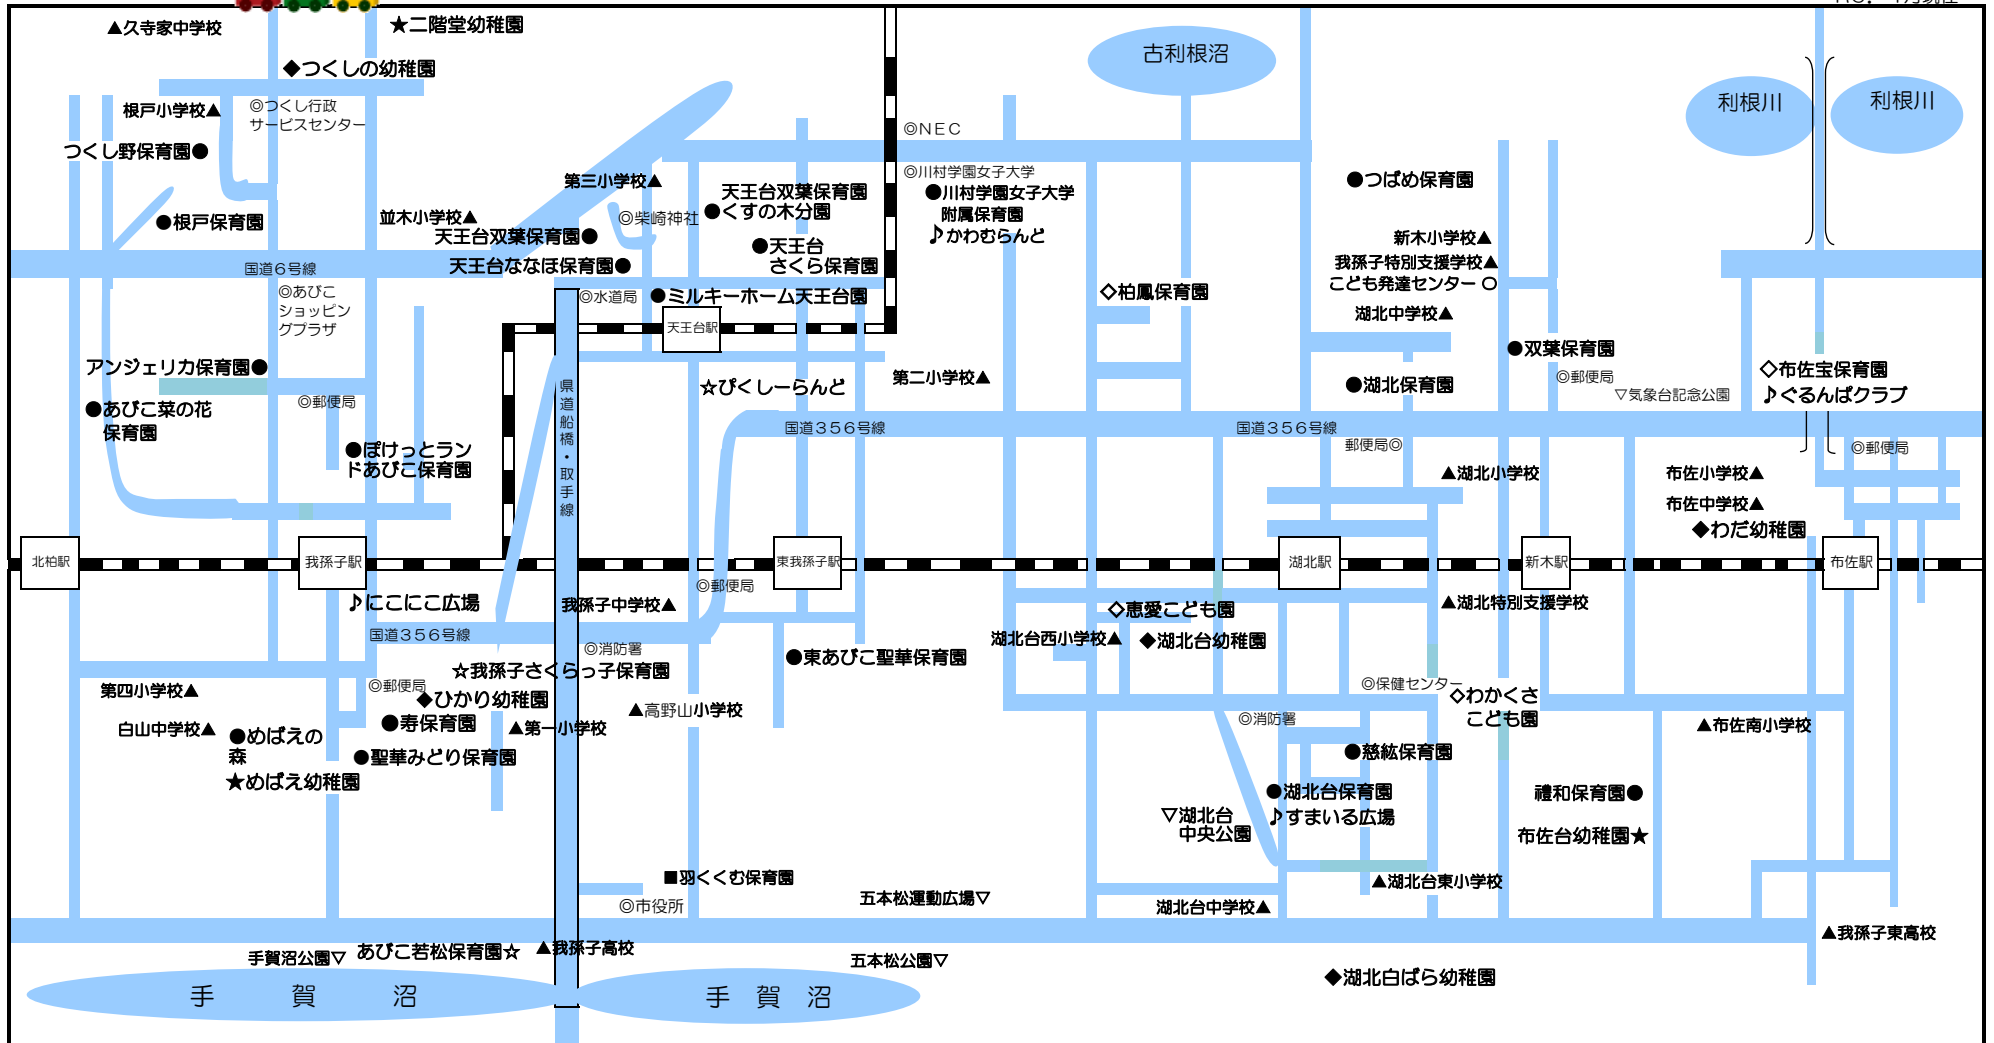 ▲久寺家中学校
★二階堂幼稚園
◆つくしの幼稚園
根戸小学校▲
◎つくし行政
サービスセンター
つくし野保育園●
●根戸保育園
並木小学校▲
天王台双葉保育園●
天王台ななほ保育園●
国道6号線
◎あびこ
ショッピン
グプラザ
アンジェリカ保育園●
◎郵便局
●あびこ菜の花
保育園
●ぽけっとラン
ドあびこ保育園
第三小学校▲
◎柴崎神社
天王台双葉保育園
●くすの木分園
●天王台
さくら保育園
◎水道局
●ミルキーホーム天王台園
天王台駅
◎NEC
◎川村学園女子大学
●川村学園女子大学
附属保育園
♪かわむらんど
古利根沼
利根川
利根川
●つばめ保育園
新木小学校▲
我孫子特別支援学校▲
こども発達センター ○
◇柏鳳保育園
湖北中学校▲
●双葉保育園
◎郵便局
●湖北保育園
▽気象台記念公園
◇布佐宝保育園
♪ぐるんぱクラブ
県道船橋・取手線
☆ぴくしーらんど
第二小学校▲
国道356号線
国道356号線
郵便局◎
◎郵便局
▲湖北小学校
布佐小学校▲
布佐中学校▲
◆わだ幼稚園
北柏駅
我孫子駅
東我孫子駅
湖北駅
新木駅
布佐駅
♪にこにこ広場
我孫子中学校▲
◎郵便局
国道356号線
◎消防署
☆我孫子さくらっ子保育園
●東あびこ聖華保育園
◇恵愛こども園
湖北台西小学校▲
◆湖北台幼稚園
▲湖北特別支援学校
第四小学校▲
◎郵便局
◆ひかり幼稚園
白山中学校▲
●寿保育園
▲第一小学校
▲高野山小学校
●めばえの
森
●聖華みどり保育園
★めばえ幼稚園
◎保健センター
◇わかくさ
こども園
◎消防署
●慈紘保育園
▲布佐南小学校
●湖北台保育園
♪すまいる広場
▽湖北台
中央公園
禮和保育園●
布佐台幼稚園★
■羽くくむ保育園
◎市役所
五本松運動広場▽
▲湖北台東小学校
湖北台中学校▲
▲我孫子東高校
手賀沼公園▽
あびこ若松保育園☆
▲我孫子高校
五本松公園▽
◆湖北白ばら幼稚園
手賀沼
手賀沼